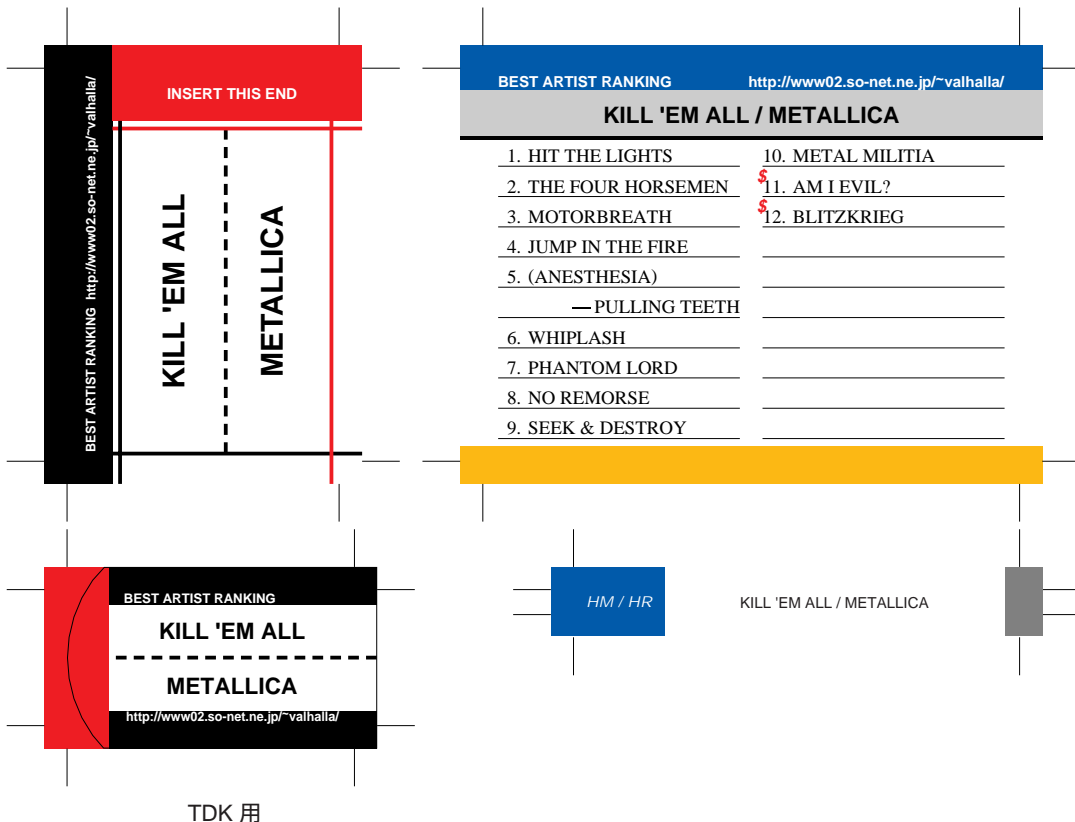 BEST ARTIST RANKING http://www02.so-net.ne.jp/~valhalla/
INSERT THIS END
KILL 'EM ALL
METALLICA
BEST ARTIST RANKING http://www02.so-net.ne.jp/~valhalla/
KILL 'EM ALL / METALLICA
1. HIT THE LIGHTS
2. THE FOUR HORSEMEN
3. MOTORBREATH
4. JUMP IN THE FIRE
5. (ANESTHESIA)
—PULLING TEETH
6. WHIPLASH
7. PHANTOM LORD
8. NO REMORSE
9. SEEK & DESTROY
10. METAL MILITIA
$11. AM I EVIL?
$12. BLITZKRIEG
BEST ARTIST RANKING
KILL 'EM ALL
METALLICA
http://www02.so-net.ne.jp/~valhalla/
TDK 用
HM / HR
KILL 'EM ALL / METALLICA